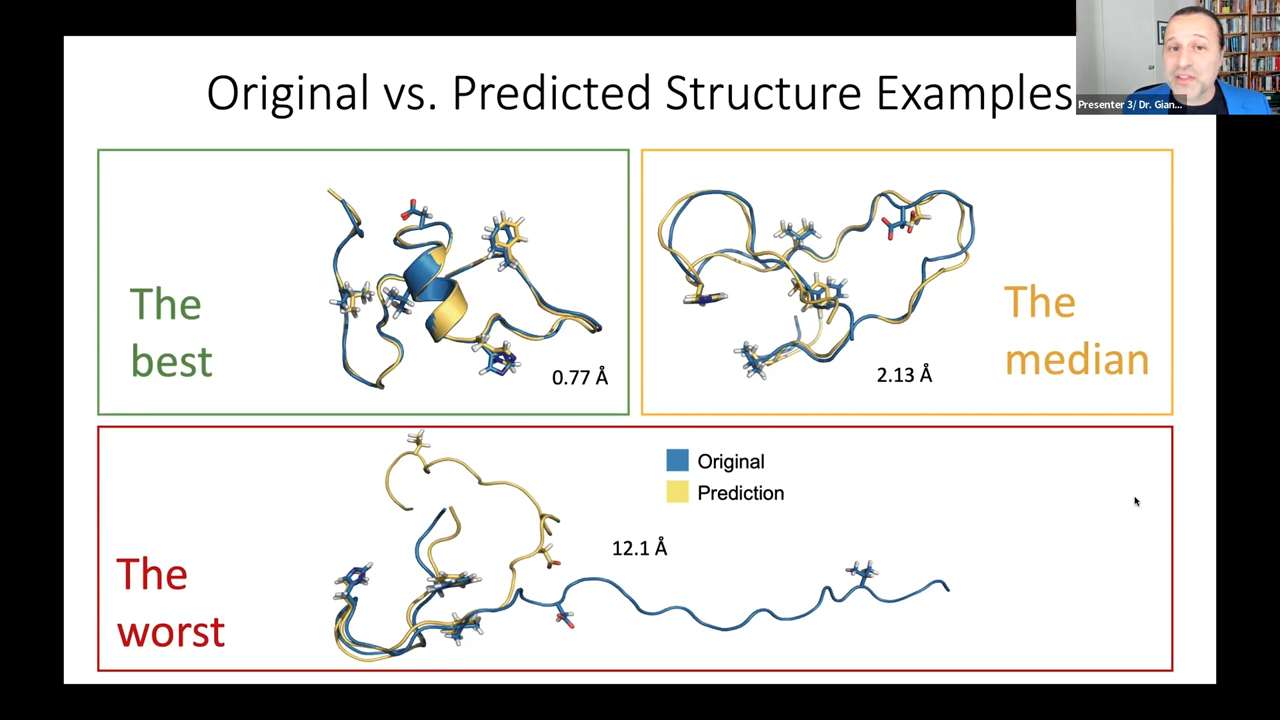 Original vs. Predicted Structure Examples
Presenter 3/ Dr. Gian...
The
best
0.77 Å
The
median
2.13 Å
Original
Prediction
12.1 Å
The
worst